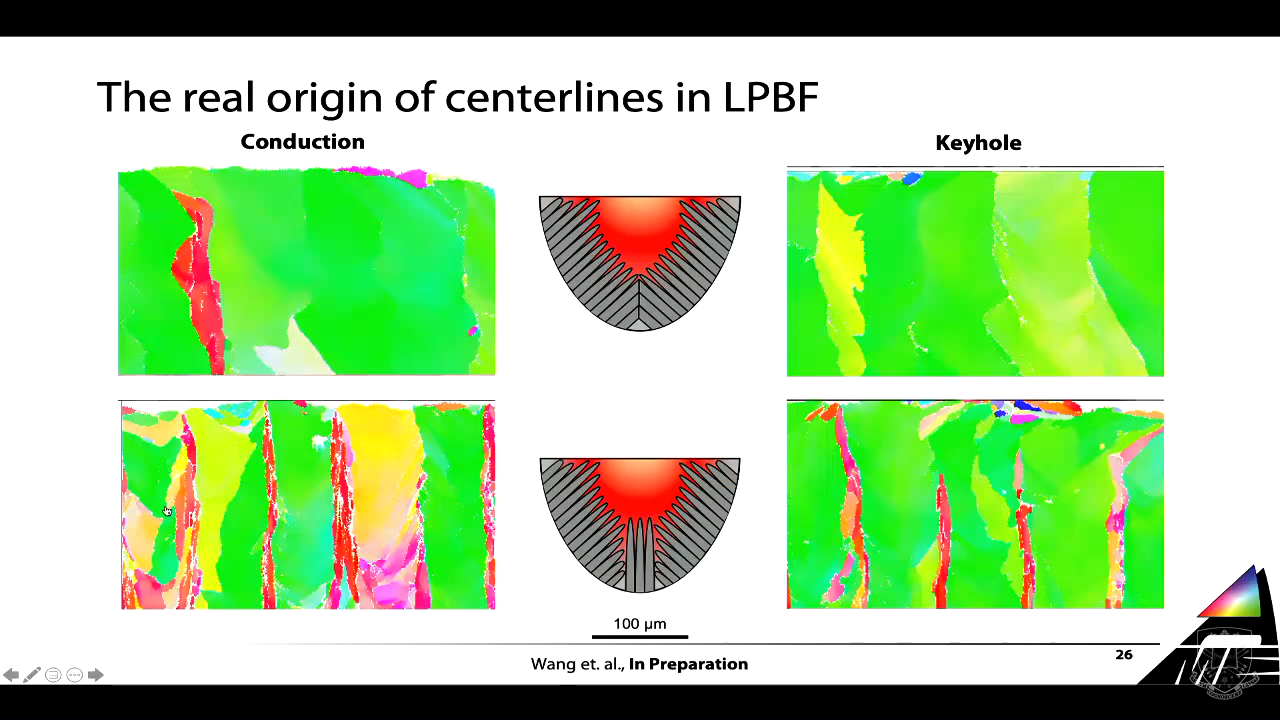 The real origin of centerlines in LPBF
Conduction
Keyhole
100 µm
Wang et. al., In Preparation
26